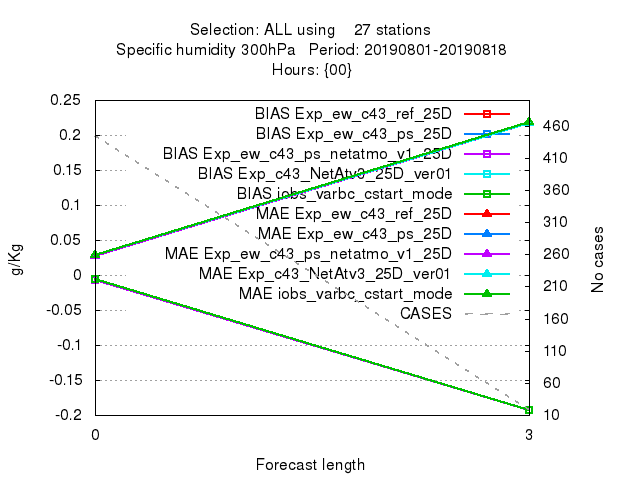 Selection: ALL using 27 stations
Specific humidity 300hPa Period: 20190801-20190818
Hours: {00}
0.25
0.2
0.15
0.1
0.05
0
-0.05
-0.1
-0.15
-0.2
g/Kg
BIAS Exp_ew_c43_ref_25D
BIAS Exp_ew_c43_ps_25D
BIAS Exp_ew_c43_ps_netatmo_v1_25D
BIAS Exp_c43_NetAtv3_25D_ver01
BIAS iobs_varbc_cstart_mode
MAE Exp_ew_c43_ref_25D
MAE Exp_ew_c43_ps_25D
MAE Exp_ew_c43_ps_netatmo_v1_25D
MAE Exp_c43_NetAtv3_25D_ver01
MAE iobs_varbc_cstart_mode
CASES
460
410
360
310
260
210
160
110
60
10
No cases
0 3
Forecast length